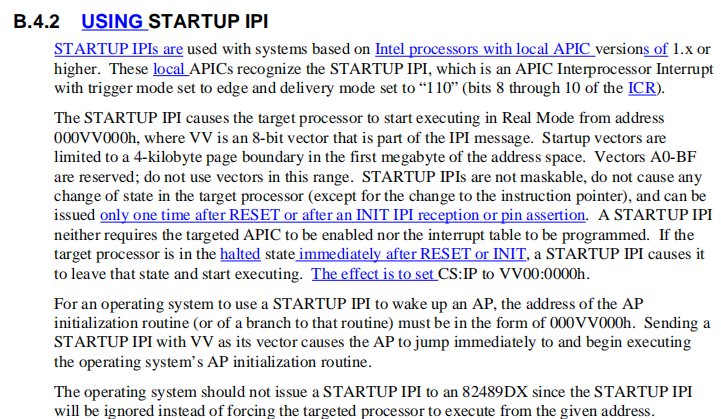 B.4.2 USING STARTUP IPI
STARTUP IPIs are used with systems based on Intel processors with local APIC versions of 1.x or
higher. These local APICs recognize the STARTUP IPI, which is an APIC Interprocessor Interrupt
with trigger mode set to edge and delivery mode set to “110” (bits 8 through 10 of the ICR).
The STARTUP IPI causes the target processor to start executing in Real Mode from address
000VV000h, where VV is an 8-bit vector that is part of the IPI message. Startup vectors are
limited to a 4-kilobyte page boundary in the first megabyte of the address space. Vectors A0-BF
are reserved; do not use vectors in this range. STARTUP IPIs are not maskable, do not cause any
change of state in the target processor (except for the change to the instruction pointer), and can be
issued only one time after RESET or after an INIT IPI reception or pin assertion. A STARTUP IPI
neither requires the targeted APIC to be enabled nor the interrupt table to be programmed. If the
target processor is in the halted state immediately after RESET or INIT, a STARTUP IPI causes it
to leave that state and start executing. The effect is to set CS:IP to VV00:0000h.
For an operating system to use a STARTUP IPI to wake up an AP, the address of the AP
initialization routine (or of a branch to that routine) must be in the form of 000VV000h. Sending a
STARTUP IPI with VV as its vector causes the AP to jump immediately to and begin executing
the operating system’s AP initialization routine.
The operating system should not issue a STARTUP IPI to an 82489DX since the STARTUP IPI
will be ignored instead of forcing the targeted processor to execute from the given address.